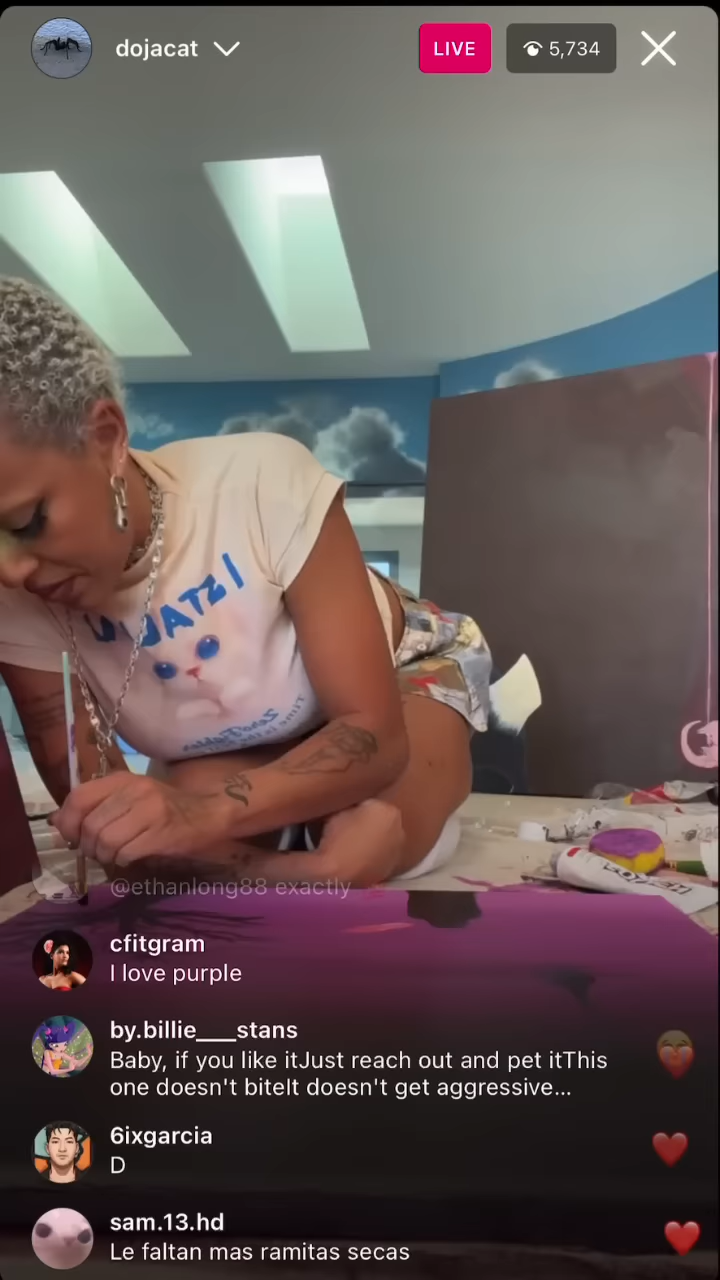 dojacat
LIVE
5,734
@ethanlong88 exactly
cfitgram
I love purple
by.billie___stans
Baby, if you like itJust reach out and pet itThis
one doesn't biteIt doesn't get aggressive...
6ixgarcia
D
sam.13.hd
Le faltan mas ramitas secas